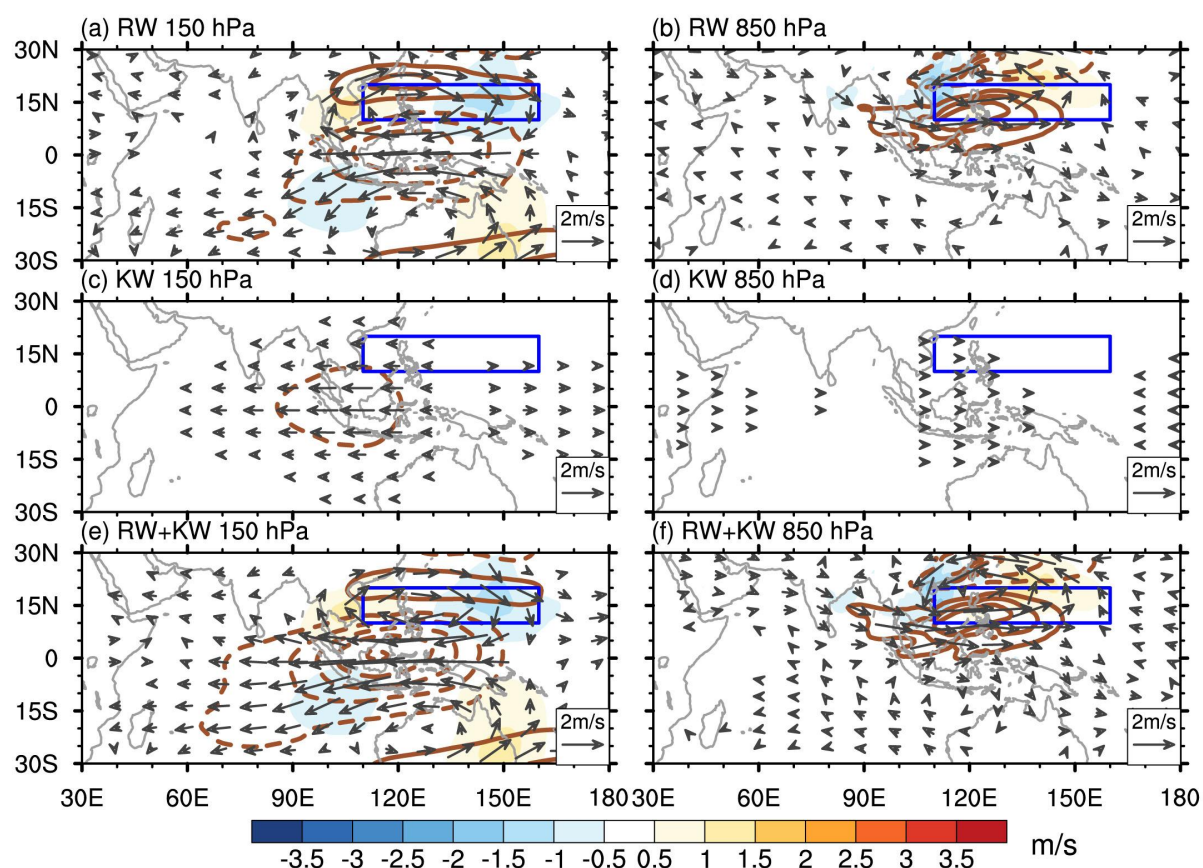 (a) RW 150 hPa
(b) RW 850 hPa
30N
15N
0
15S
30S
2m/s
2m/s
(c) KW 150 hPa
(d) KW 850 hPa
30N
15N
0
15S
30S
2m/s
2m/s
(e) RW+KW 150 hPa
(f) RW+KW 850 hPa
30N
15N
0
15S
30S
2m/s
2m/s
30E 60E 90E 120E 150E 180 30E 60E 90E 120E 150E 180
-3.5 -3 -2.5 -2 -1.5 -1 -0.5 0.5 1 1.5 2 2.5 3 3.5 m/s